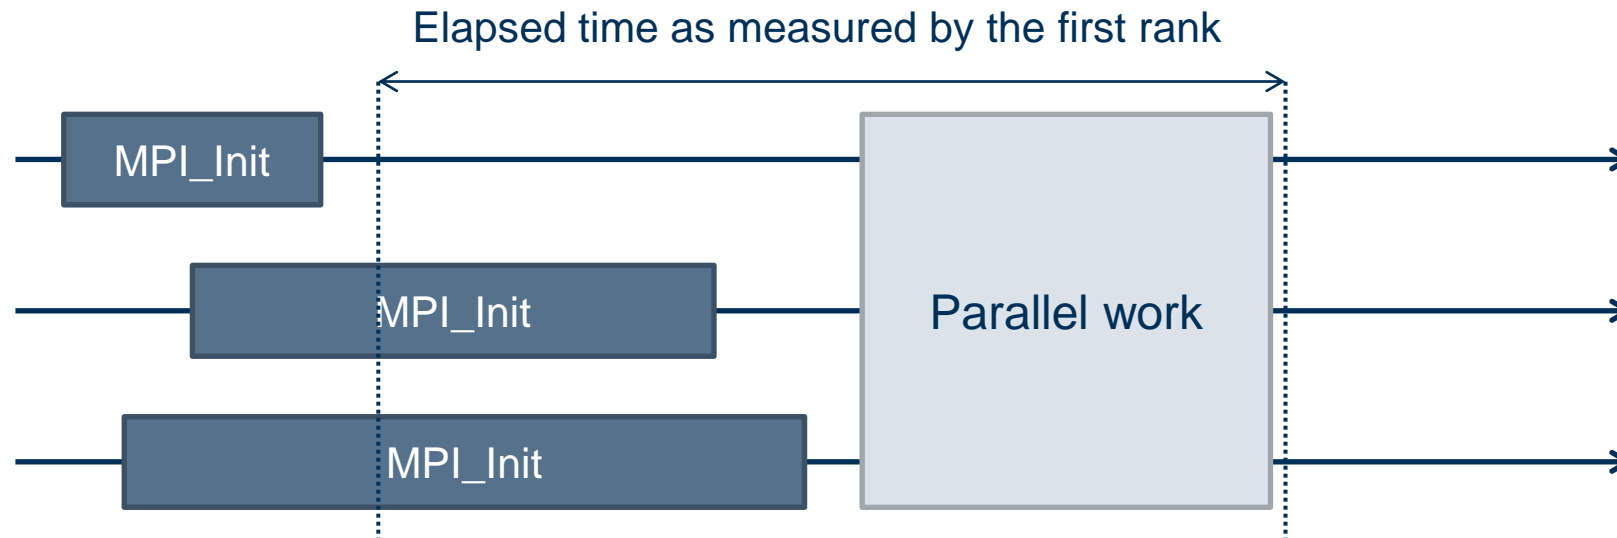 Elapsed time as measured by the first rank
MPI_Init
MPI_Init
Parallel work
MPI_Init